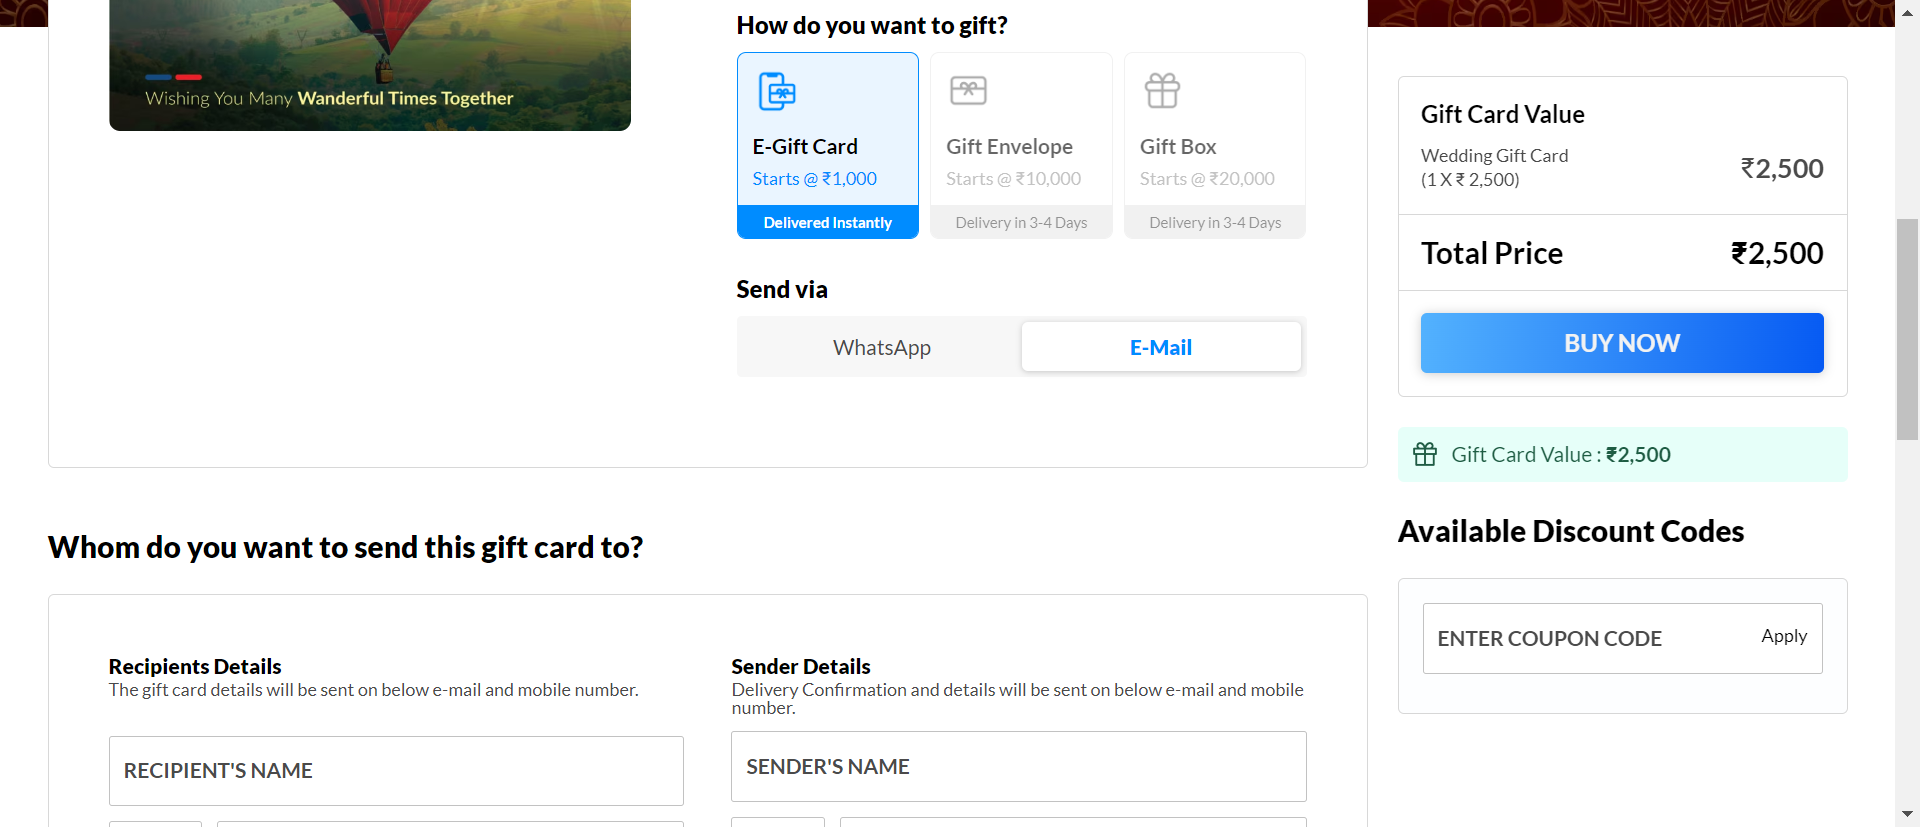 Wishing You Many Wanderful Times Together
How do you want to gift?
E-Gift Card
Starts @ ₹1,000
Delivered Instantly
Gift Envelope
Starts @ ₹10,000
Delivery in 3-4 Days
Gift Box
Starts @ ₹20,000
Delivery in 3-4 Days
Send via
WhatsApp
E-Mail
Gift Card Value
Wedding Gift Card
(1 X ₹ 2,500)
₹2,500
Total Price
₹2,500
BUY NOW
Gift Card Value : ₹2,500
Available Discount Codes
ENTER COUPON CODE
Apply
Whom do you want to send this gift card to?
Recipients Details
The gift card details will be sent on below e-mail and mobile number.
RECIPIENT'S NAME
Sender Details
Delivery Confirmation and details will be sent on below e-mail and mobile
number.
SENDER'S NAME